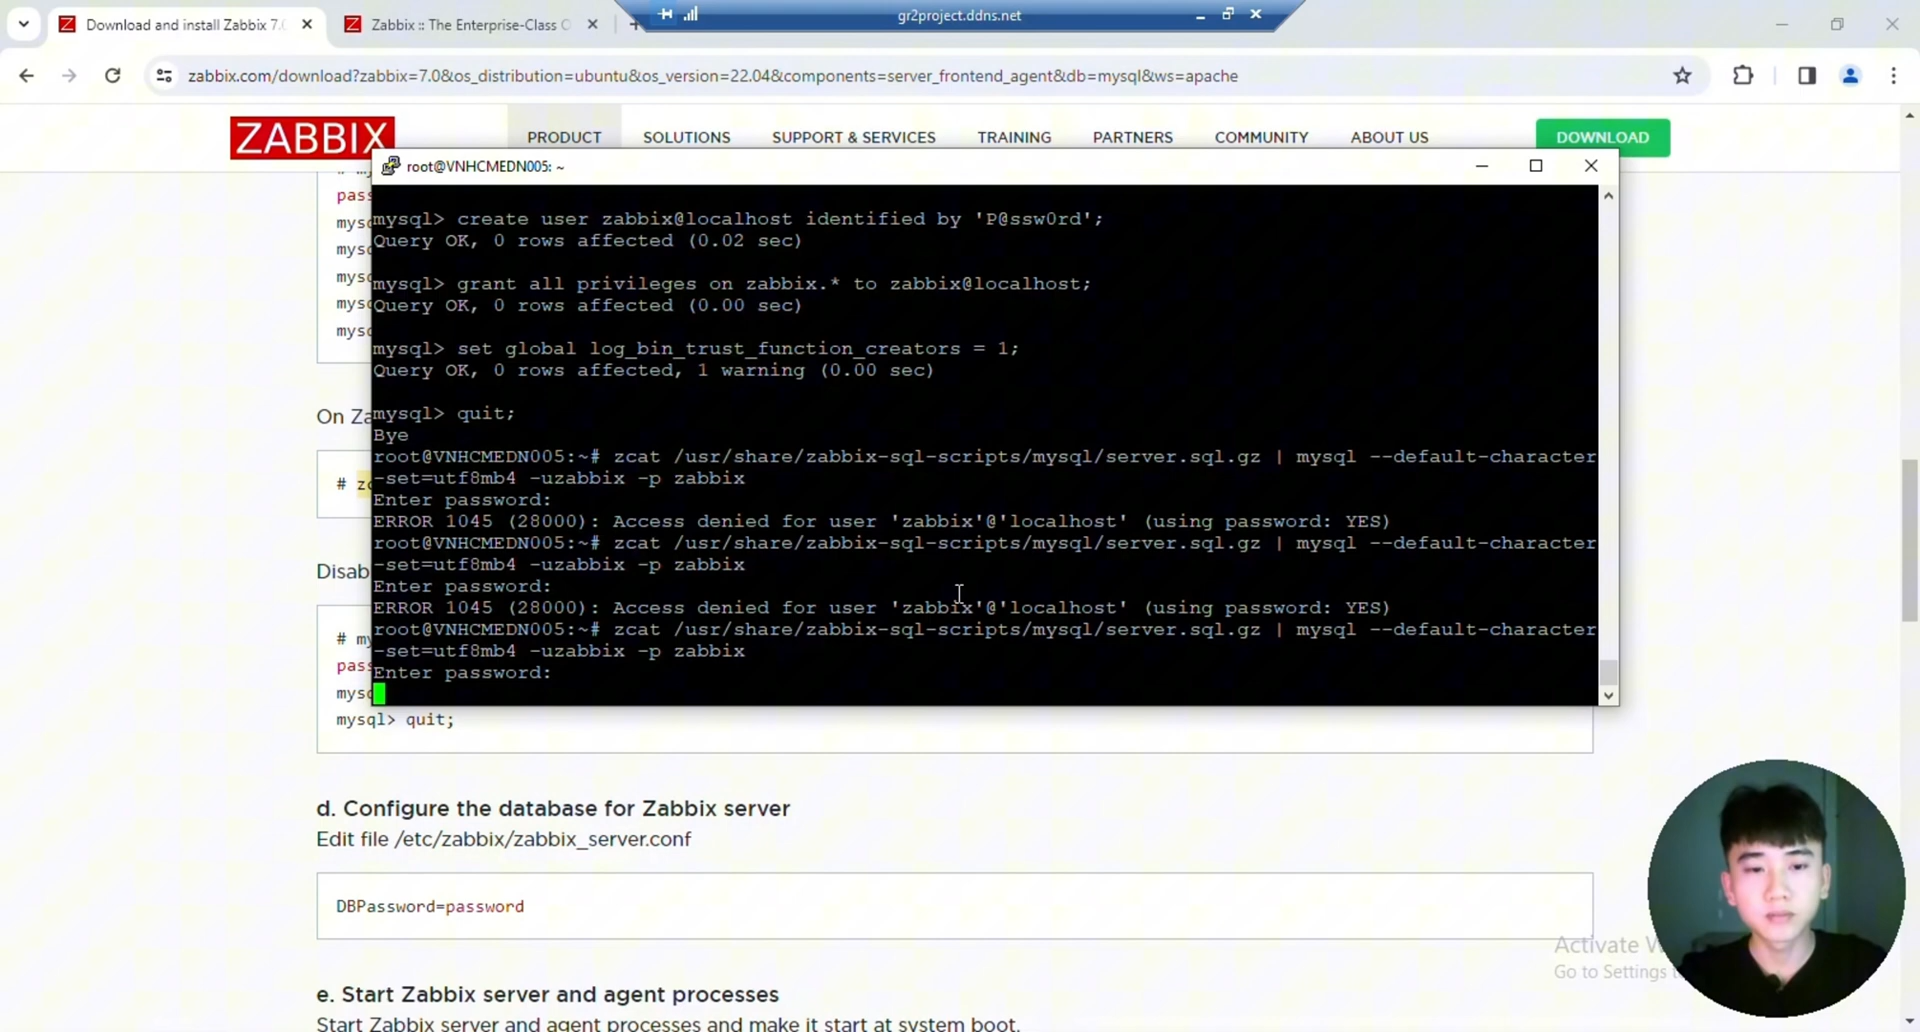 Download and install Zabbix 7.0
Zabbix :: The Enterprise-Class O
gr2project.ddns.net
zabbix.com/download?zabbix=7.0&os_distribution=ubuntu&os_version=22.04&components=server_frontend_agent&db=mysql&ws=apache
ZABBIX
PRODUCT
SOLUTIONS
SUPPORT & SERVICES
TRAINING
PARTNERS
COMMUNITY
ABOUT US
DOWNLOAD
root@VNHCMEDN005: ~
# my
pass
mysq
mysq
mysq
mysq
mysq
mysql> create user zabbix@localhost identified by 'P@ssw0rd';
Query OK, 0 rows affected (0.02 sec)
mysql> grant all privileges on zabbix.* to zabbix@localhost;
Query OK, 0 rows affected (0.00 sec)
mysql> set global log_bin_trust_function_creators = 1;
Query OK, 0 rows affected, 1 warning (0.00 sec)
mysql> quit;
Bye
root@VNHCMEDN005:~# zcat /usr/share/zabbix-sql-scripts/mysql/server.sql.gz | mysql --default-character
-set=utf8mb4 -uzabbix -p zabbix
Enter password:
ERROR 1045 (28000): Access denied for user 'zabbix'@'localhost' (using password: YES)
root@VNHCMEDN005:~# zcat /usr/share/zabbix-sql-scripts/mysql/server.sql.gz | mysql --default-character
-set=utf8mb4 -uzabbix -p zabbix
Enter password:
ERROR 1045 (28000): Access denied for user 'zabbix'@'localhost' (using password: YES)
root@VNHCMEDN005:~# zcat /usr/share/zabbix-sql-scripts/mysql/server.sql.gz | mysql --default-character
-set=utf8mb4 -uzabbix -p zabbix
Enter password:
On Za
# zc
Disab
# my
pass
mysq
mysql> quit;
d. Configure the database for Zabbix server
Edit file /etc/zabbix/zabbix_server.conf
DBPassword=password
Activate W
Go to Settings t
e. Start Zabbix server and agent processes
Start Zabbix server and agent processes and make it start at system boot.